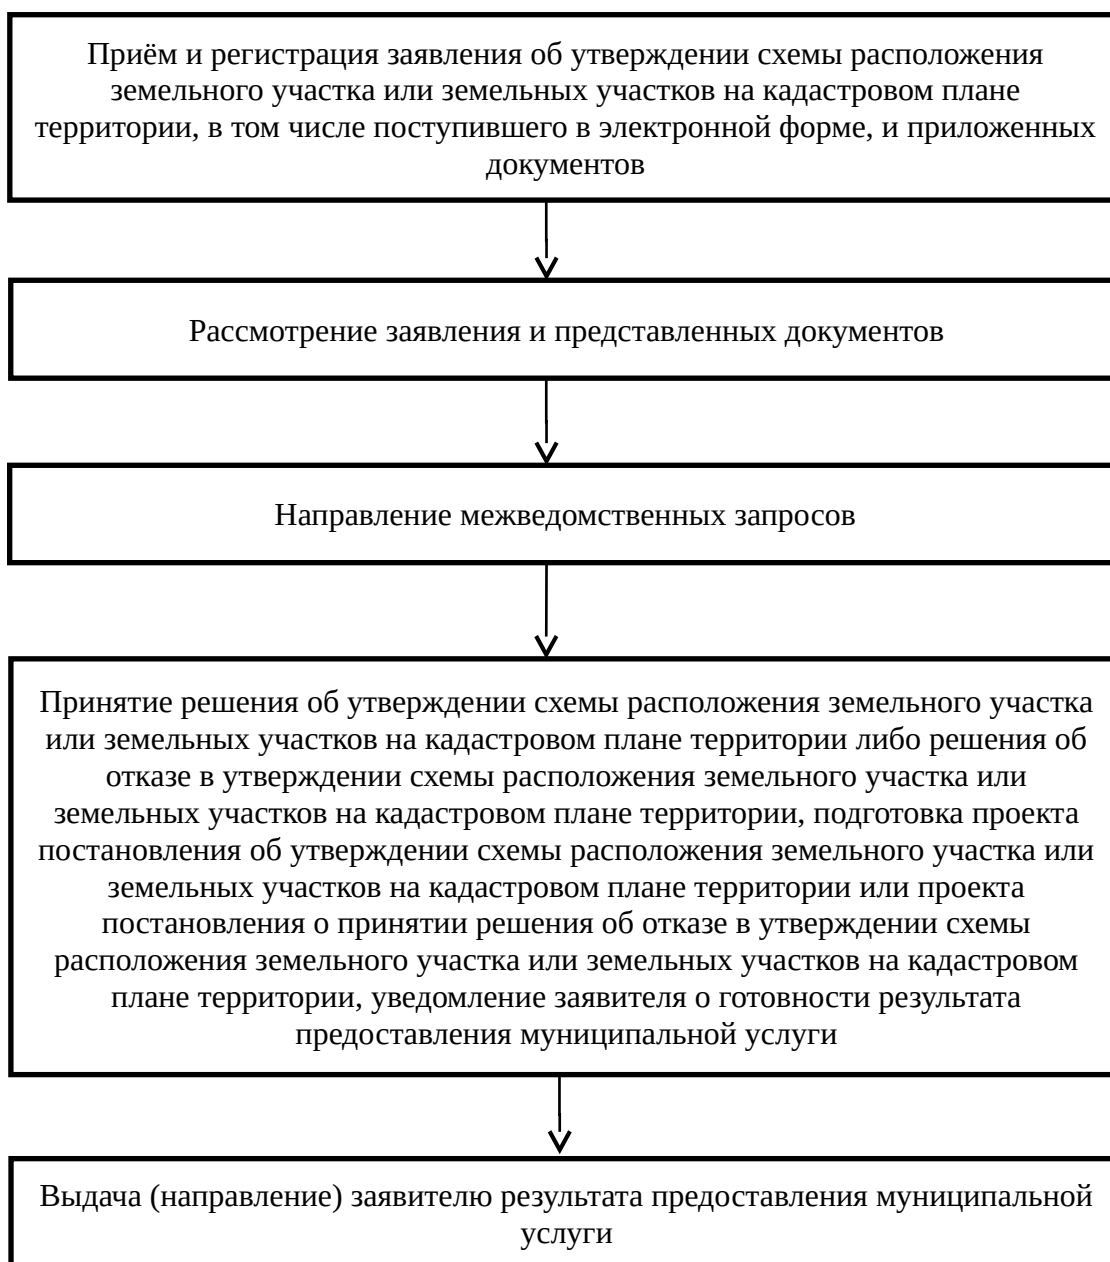 Приём и регистрация заявления об утверждении схемы расположения
земельного участка или земельных участков на кадастровом плане
территории, в том числе поступившего в электронной форме, и приложенных
документов
Рассмотрение заявления и представленных документов
Направление межведомственных запросов
Принятие решения об утверждении схемы расположения земельного участка
или земельных участков на кадастровом плане территории либо решения об
отказе в утверждении схемы расположения земельного участка или
земельных участков на кадастровом плане территории, подготовка проекта
постановления об утверждении схемы расположения земельного участка или
земельных участков на кадастровом плане территории или проекта
постановления о принятии решения об отказе в утверждении схемы
расположения земельного участка или земельных участков на кадастровом
плане территории, уведомление заявителя о готовности результата
предоставления муниципальной услуги
Выдача (направление) заявителю результата предоставления муниципальной
услуги